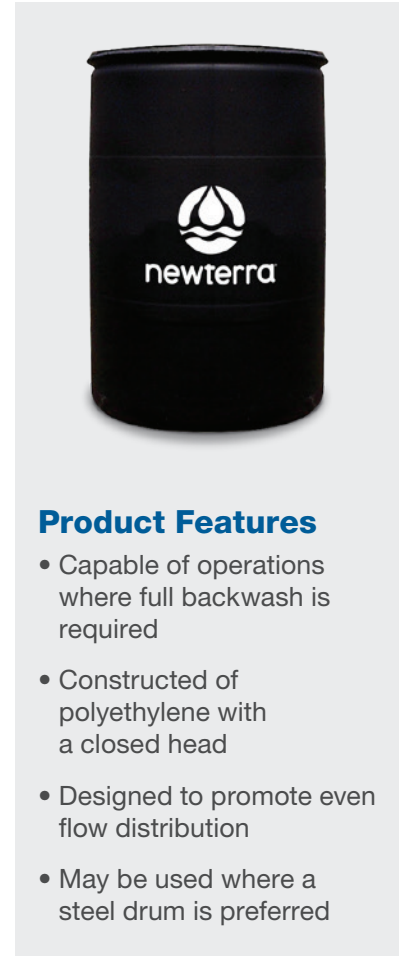 newterra
Product Features
• Capable of operations
where full backwash is
required
• Constructed of
polyethylene with
a closed head
• Designed to promote even
flow distribution
• May be used where a
steel drum is preferred